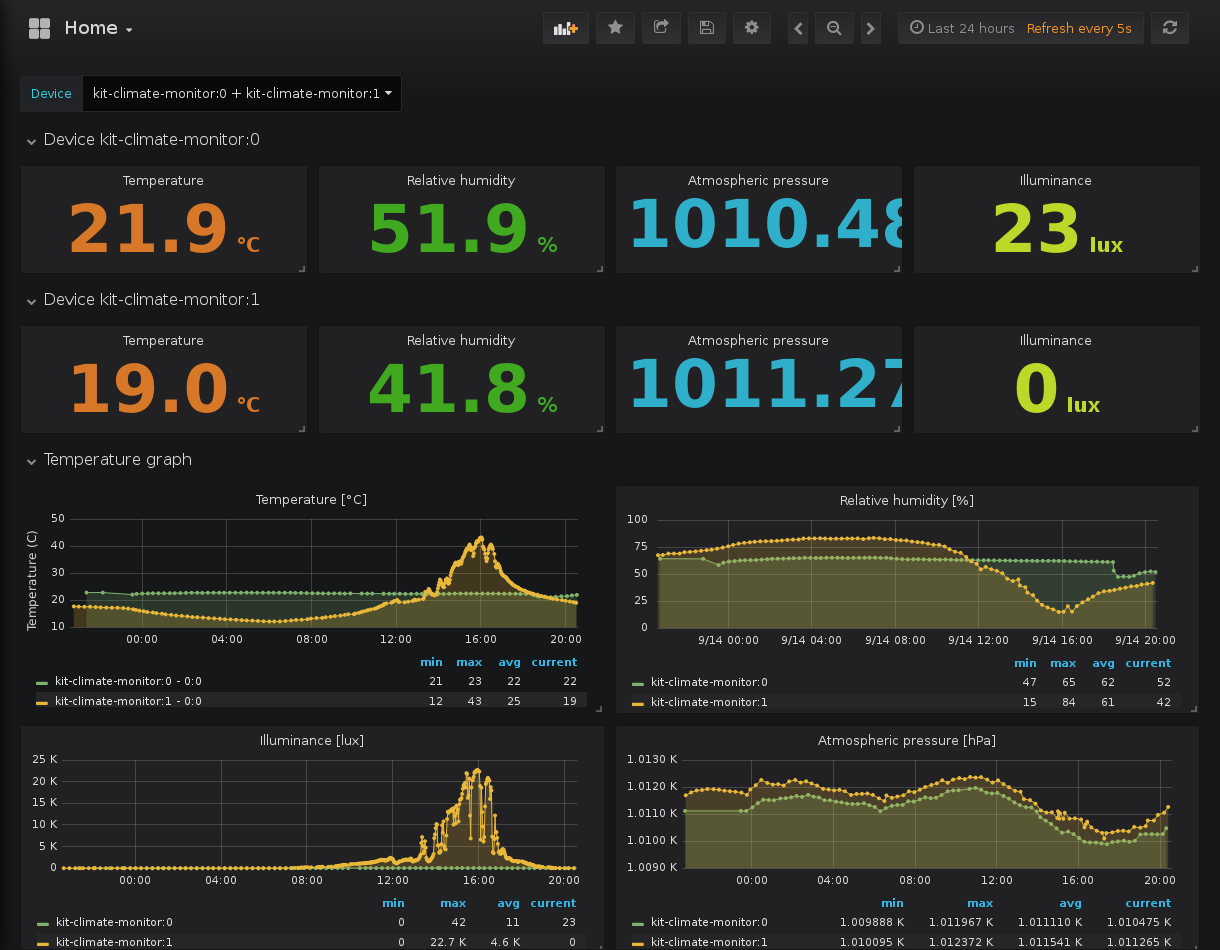 Home
Last 24 hours Refresh every 5s
Device kit-climate-monitor:0 + kit-climate-monitor:1
Device kit-climate-monitor:0
Temperature Relative humidity Atmospheric pressure Illuminance
21.9 °C 51.9 % 1010.48 23 lux
Device kit-climate-monitor:1
Temperature Relative humidity Atmospheric pressure Illuminance
19.0 °C 41.8 % 1011.27 0 lux
Temperature graph
Temperature [°C]
Temperature (C)
50
40
30
20
10
00:00 04:00 08:00 12:00 16:00 20:00
min max avg current
kit-climate-monitor:0 - 0:0 21 23 22 22
kit-climate-monitor:1 - 0:0 12 43 25 19
Relative humidity [%]
100
75
50
25
0
9/14 00:00 9/14 04:00 9/14 08:00 9/14 12:00 9/14 16:00 9/14 20:00
min max avg current
kit-climate-monitor:0 47 65 62 52
kit-climate-monitor:1 15 84 61 42
Illuminance [lux]
25 K
20 K
15 K
10 K
5 K
0
00:00 04:00 08:00 12:00 16:00 20:00
min max avg current
kit-climate-monitor:0 0 42 11 23
kit-climate-monitor:1 0 22.7 K 4.6 K 0
Atmospheric pressure [hPa]
1.0130 K
1.0120 K
1.0110 K
1.0100 K
1.0090 K
00:00 04:00 08:00 12:00 16:00 20:00
min max avg current
kit-climate-monitor:0 1.009888 K 1.011967 K 1.011110 K 1.010475 K
kit-climate-monitor:1 1.010095 K 1.012372 K 1.011541 K 1.011265 K